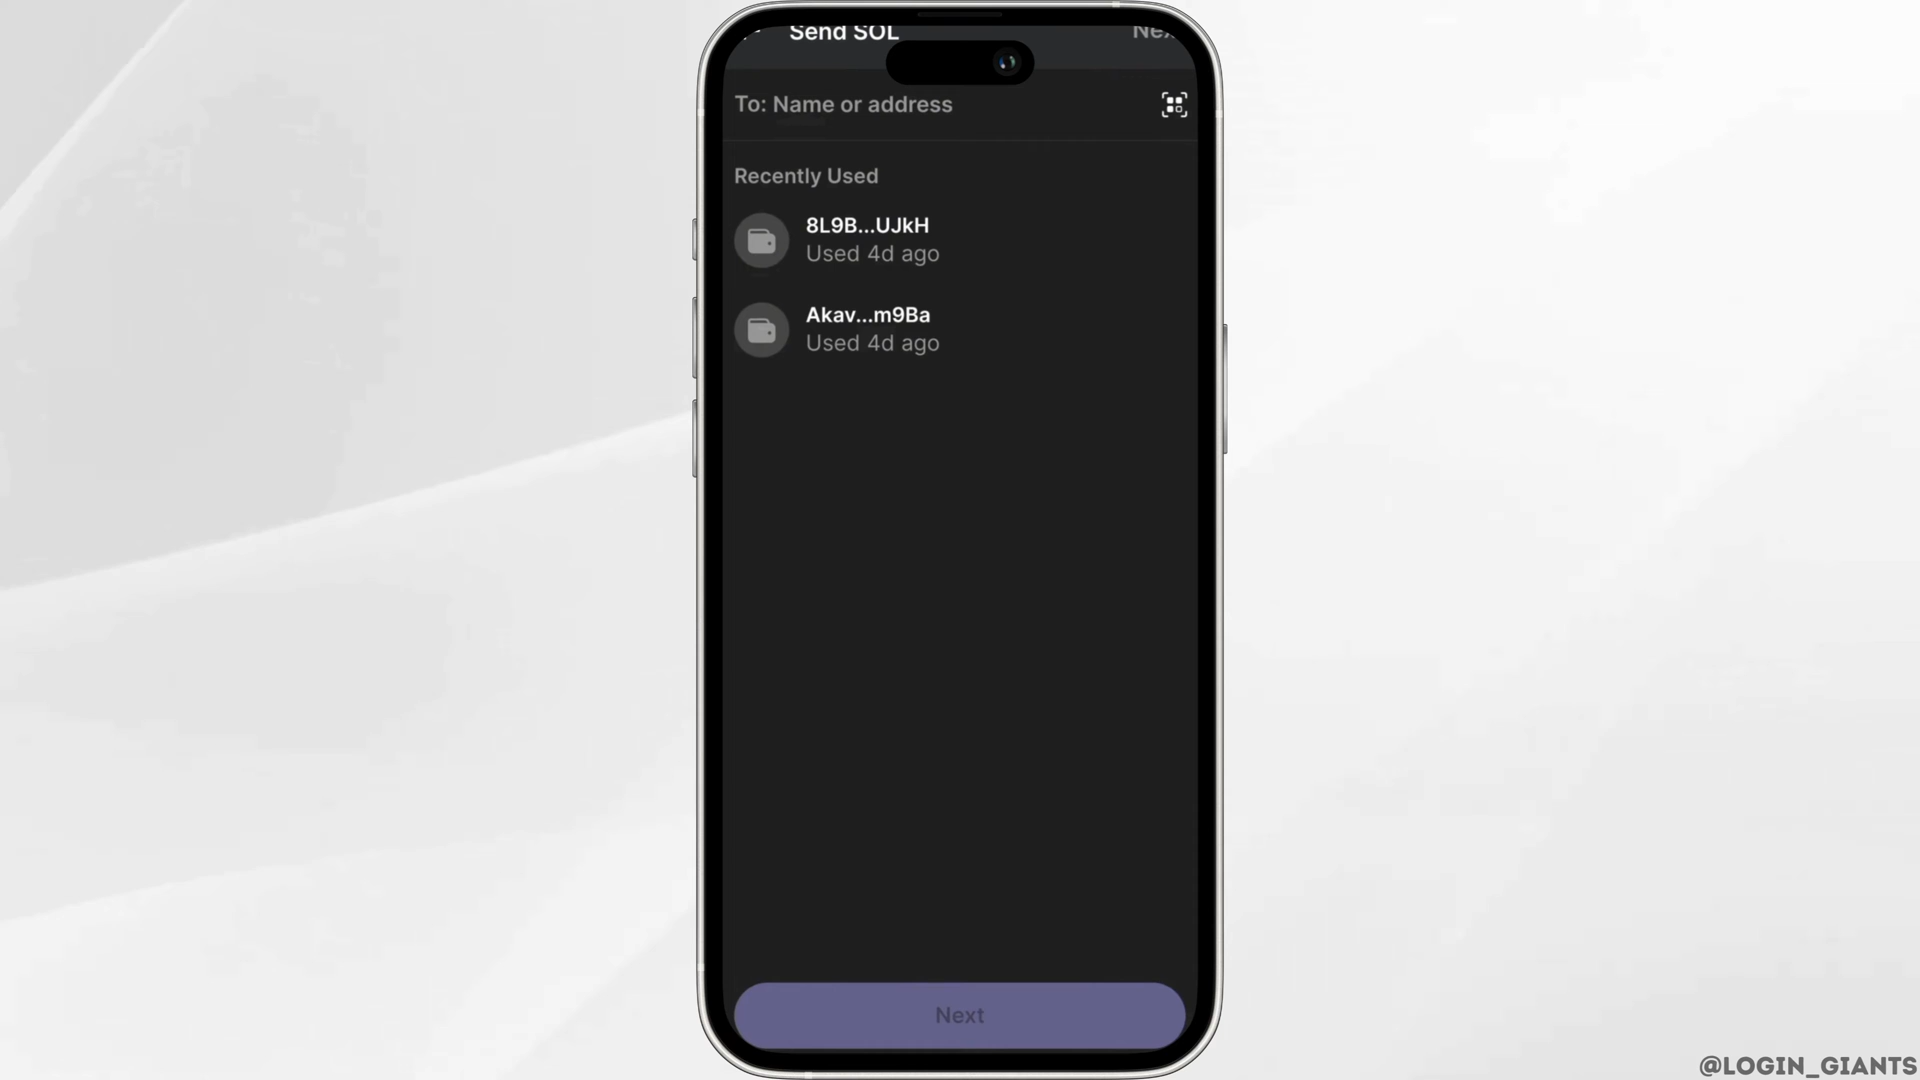 Send SOL
To: Name or address
Recently Used
8L9B...UJkH
Used 4d ago
Akav...m9Ba
Used 4d ago
Next
@LOGIN_GIANTS